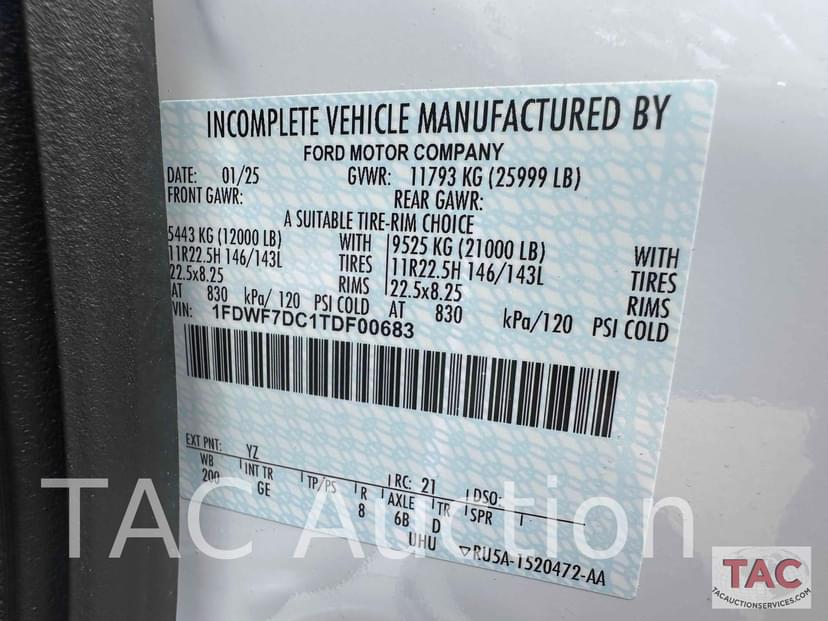 INCOMPLETE VEHICLE MANUFACTURED BY
FORD MOTOR COMPANY
DATE: 01/25 GVWR: 11793 KG (25999 LB)
FRONT GAWR: REAR GAWR:
A SUITABLE TIRE-RIM CHOICE
5443 KG (12000 LB) WITH 9525 KG (21000 LB) WITH
11R22.5H 146/143L TIRES 11R22.5H 146/143L TIRES
22.5x8.25 RIMS 22.5x8.25 RIMS
AT 830 kPa/ 120 PSI COLD AT 830 kPa/120 PSI COLD
VIN: 1FDWF7DC1TDF00683
EXT PNT: YZ RC: 21 DSO:
WB INT TR TP/PS R AXLE TR SPR
200 GE 8 6B D
UHU ▽RU5A-1520472-AA
TAC Auction
TAC
TACAUCTIONSERVICES.COM